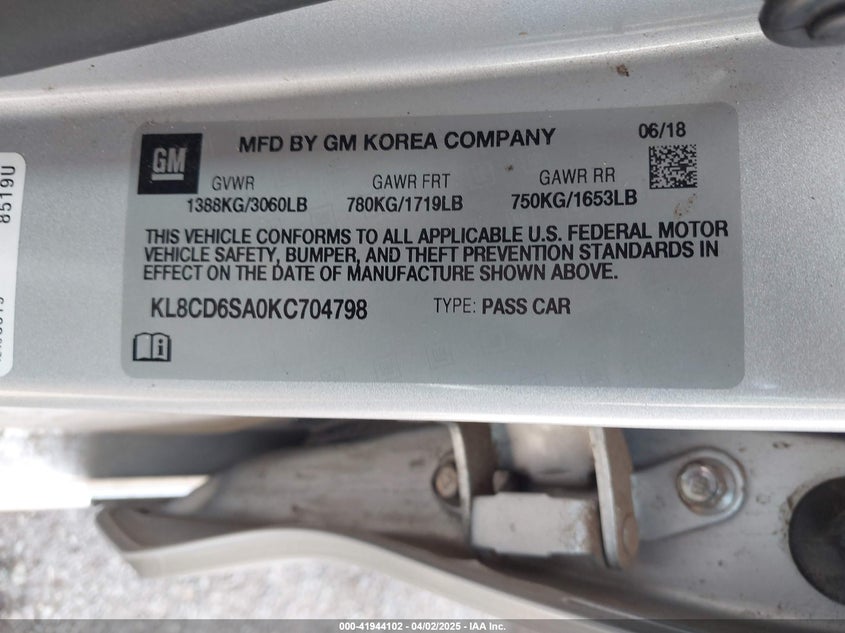 MFD BY GM KOREA COMPANY
06/18
GM
GVWR
GAWR FRT
GAWR RR
1388KG/3060LB
780KG/1719LB
750KG/1653LB
THIS VEHICLE CONFORMS TO ALL APPLICABLE U.S. FEDERAL MOTOR
VEHICLE SAFETY, BUMPER, AND THEFT PREVENTION STANDARDS IN
EFFECT ON THE DATE OF MANUFACTURE SHOWN ABOVE.
KL8CD6SA0KC704798
TYPE: PASS CAR
8519U
000-41944102 | 04/02/2025 | IAA Inc.